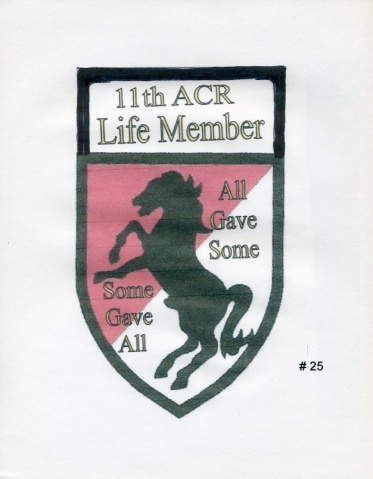 11th ACR
Life Member
All
Gave
Some
Some
Gave
All
# 25